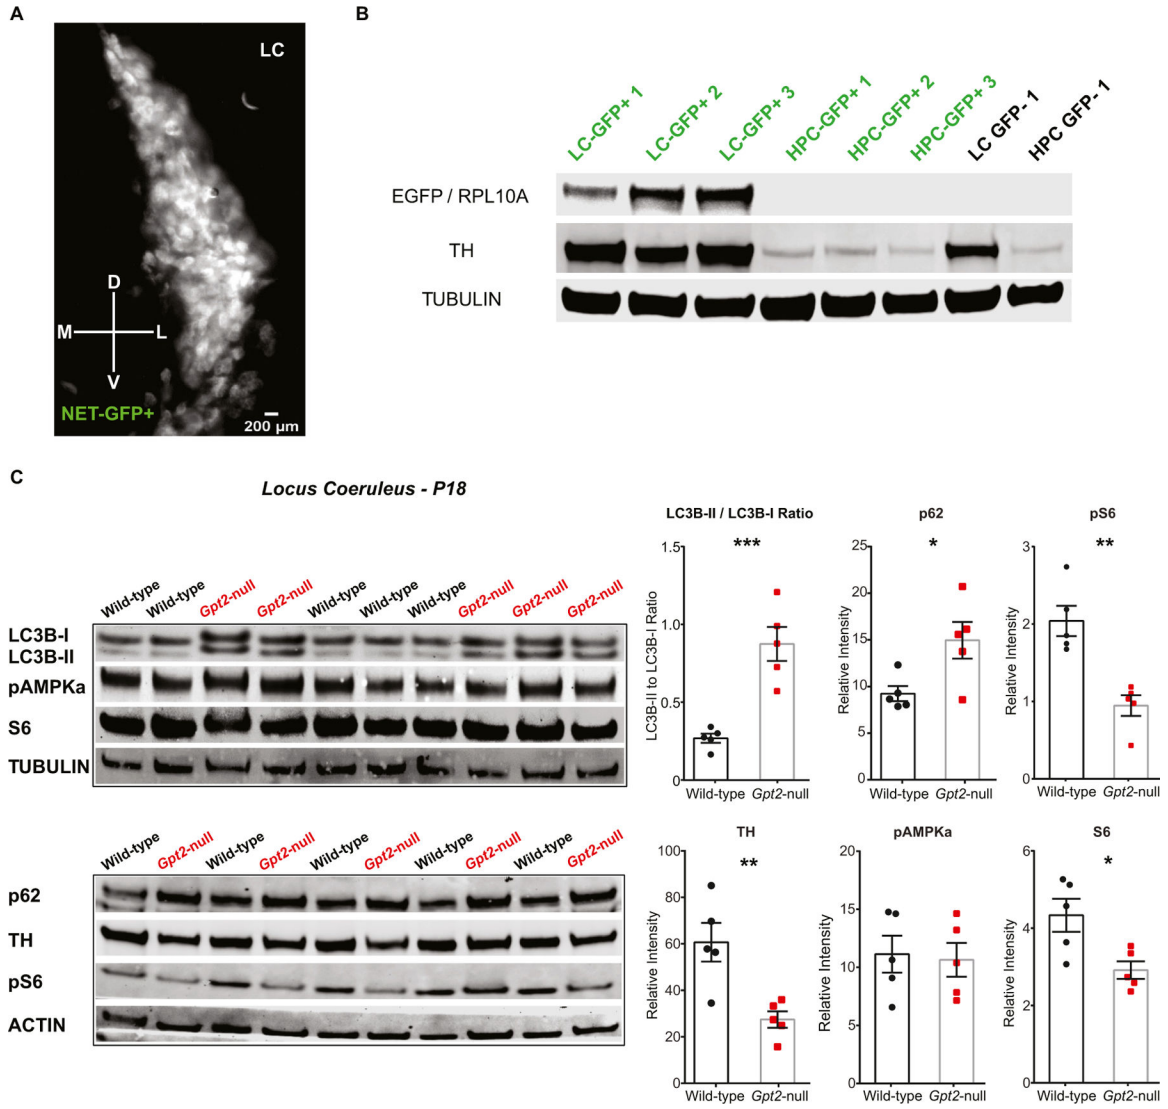 A
LC
D
M
L
V
NET-GFP+
200 µm
B
LC-GFP+ 1
LC-GFP+ 2
LC-GFP+ 3
HPC-GFP+ 1
HPC-GFP+ 2
HPC-GFP+ 3
LC GFP- 1
HPC GFP- 1
EGFP / RPL10A
TH
TUBULIN
C
Locus Coeruleus - P18
Wild-type
Wild-type
Gpt2-null
Gpt2-null
Wild-type
Wild-type
Wild-type
Gpt2-null
Gpt2-null
Gpt2-null
LC3B-I
LC3B-II
pAMPKa
S6
TUBULIN
Wild-type
Gpt2-null
Wild-type
Gpt2-null
Wild-type
Gpt2-null
Wild-type
Gpt2-null
Wild-type
Gpt2-null
p62
TH
pS6
ACTIN
LC3B-II / LC3B-I Ratio
***
LC3B-II to LC3B-I Ratio
1.5
1.0
0.5
0
Wild-type Gpt2-null
p62
*
Relative Intensity
25
20
15
10
5
0
Wild-type Gpt2-null
pS6
**
Relative Intensity
3
2
1
0
Wild-type Gpt2-null
TH
**
Relative Intensity
100
80
60
40
20
0
Wild-type Gpt2-null
pAMPKa
Relative Intensity
20
15
10
5
0
Wild-type Gpt2-null
S6
*
Relative Intensity
6
4
2
0
Wild-type Gpt2-null